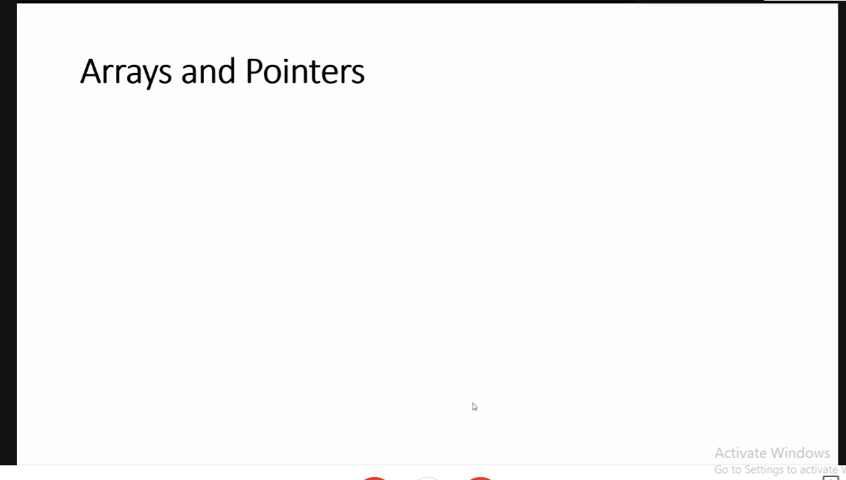 Arrays and Pointers
Activate Windows
Go to Settings to activate